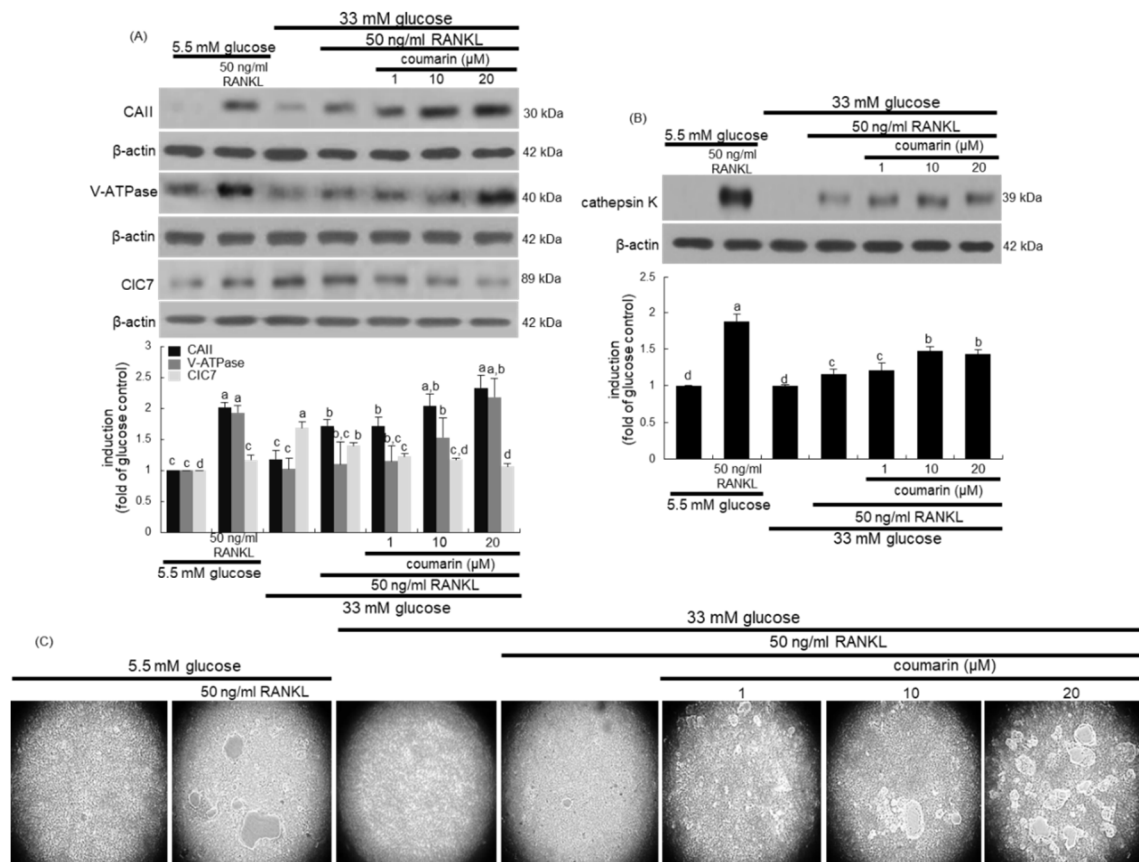 (A)
33 mM glucose
5.5 mM glucose
50 ng/ml RANKL
50 ng/ml
RANKL
coumarin (µM)
1 10 20
CAII 30 kDa
β-actin 42 kDa
V-ATPase 40 kDa
β-actin 42 kDa
ClC7 89 kDa
β-actin 42 kDa
induction
(fold of glucose control)
3
2.5
2
1.5
1
0.5
0
CAII
V-ATPase
ClC7
c c d a a c c c a b b,c b b b,c c a,b b c,d a a,b d
50 ng/ml
RANKL
1 10 20
5.5 mM glucose
coumarin (µM)
50 ng/ml RANKL
33 mM glucose
(B)
33 mM glucose
5.5 mM glucose
50 ng/ml RANKL
50 ng/ml
RANKL
coumarin (µM)
1 10 20
cathepsin K 39 kDa
β-actin 42 kDa
induction
(fold of glucose control)
2.5
2
1.5
1
0.5
0
d a d c c b b
50 ng/ml
RANKL
1 10 20
5.5 mM glucose
coumarin (µM)
50 ng/ml RANKL
33 mM glucose
(C)
33 mM glucose
50 ng/ml RANKL
5.5 mM glucose
coumarin (µM)
50 ng/ml RANKL
1 10 20